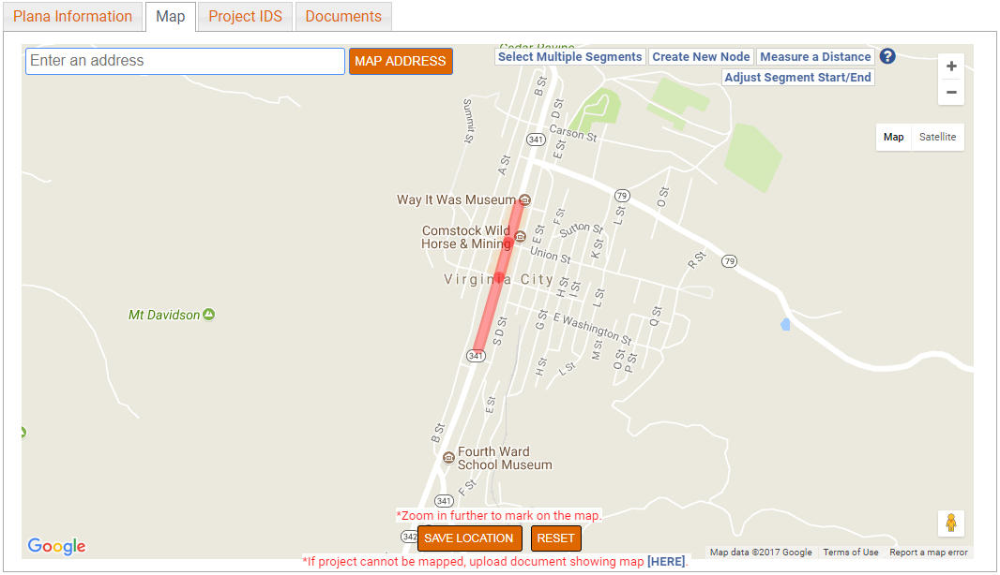 Plana Information Map Project IDS Documents
Enter an address MAP ADDRESS
Select Multiple Segments Create New Node Measure a Distance ?
Adjust Segment Start/End
+
−
Map Satellite
B St
D St
Summit St
Carson St
341
E St
A St
79
O St
Way It Was Museum
F St
L St
Sutton St
Comstock Wild
Horse & Mining
E St
K St
Union St
R St
79
Virginia City
H St
I St
L St
Mt Davidson
G St
Q St
S D St
E Washington St
341
M St
O St
P St
H St
L St
E St
B St
Fourth Ward
School Museum
F St
341
*Zoom in further to mark on the map.
342
SAVE LOCATION RESET
Google
Map data ©2017 Google Terms of Use Report a map error
*If project cannot be mapped, upload document showing map [HERE].